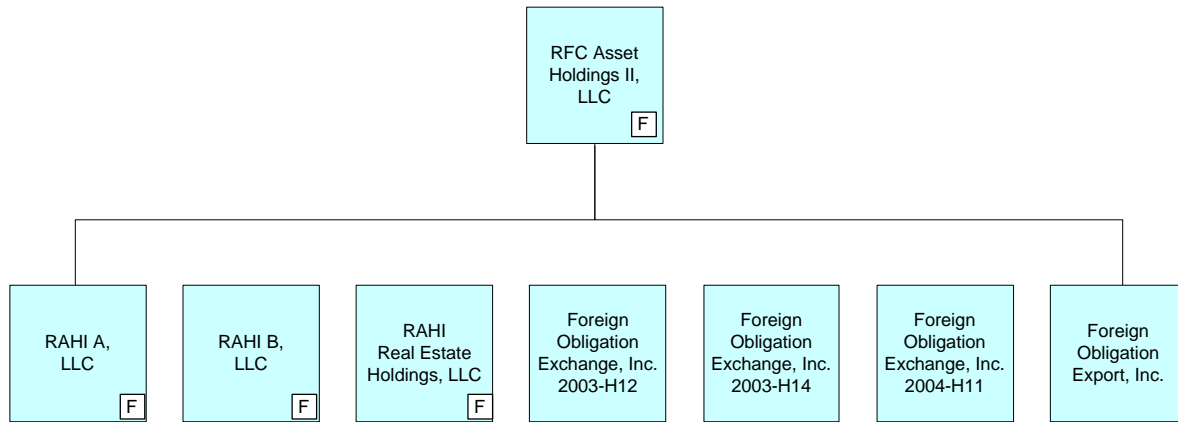 RFC Asset
Holdings II,
LLC
F
RAHI A,
LLC
F
RAHI B,
LLC
F
RAHI
Real Estate
Holdings, LLC
F
Foreign
Obligation
Exchange, Inc.
2003-H12
Foreign
Obligation
Exchange, Inc.
2003-H14
Foreign
Obligation
Exchange, Inc.
2004-H11
Foreign
Obligation
Export, Inc.